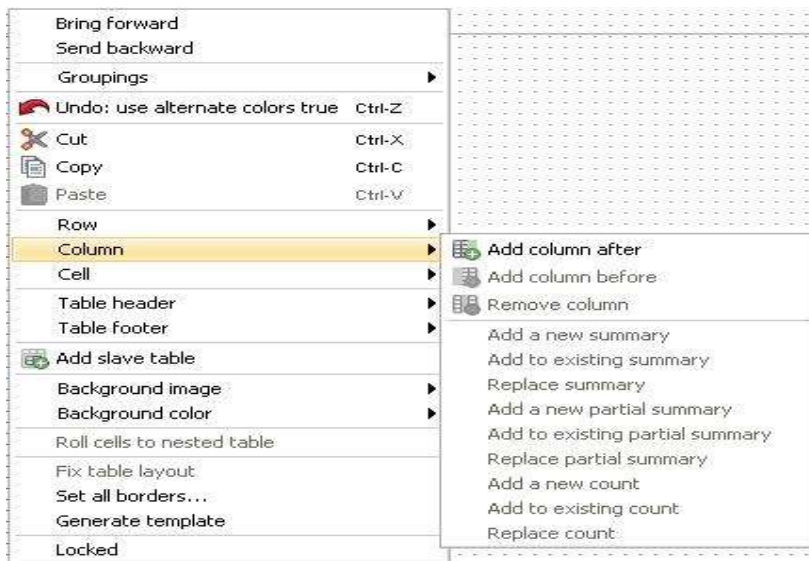 Bring forward
Send backward
Groupings
Undo: use alternate colors true Ctrl-Z
Cut Ctrl-X
Copy Ctrl-C
Paste Ctrl-V
Row
Column
Cell
Table header
Table footer
Add slave table
Background image
Background color
Roll cells to nested table
Fix table layout
Set all borders...
Generate template
Locked
Add column after
Add column before
Remove column
Add a new summary
Add to existing summary
Replace summary
Add a new partial summary
Add to existing partial summary
Replace partial summary
Add a new count
Add to existing count
Replace count